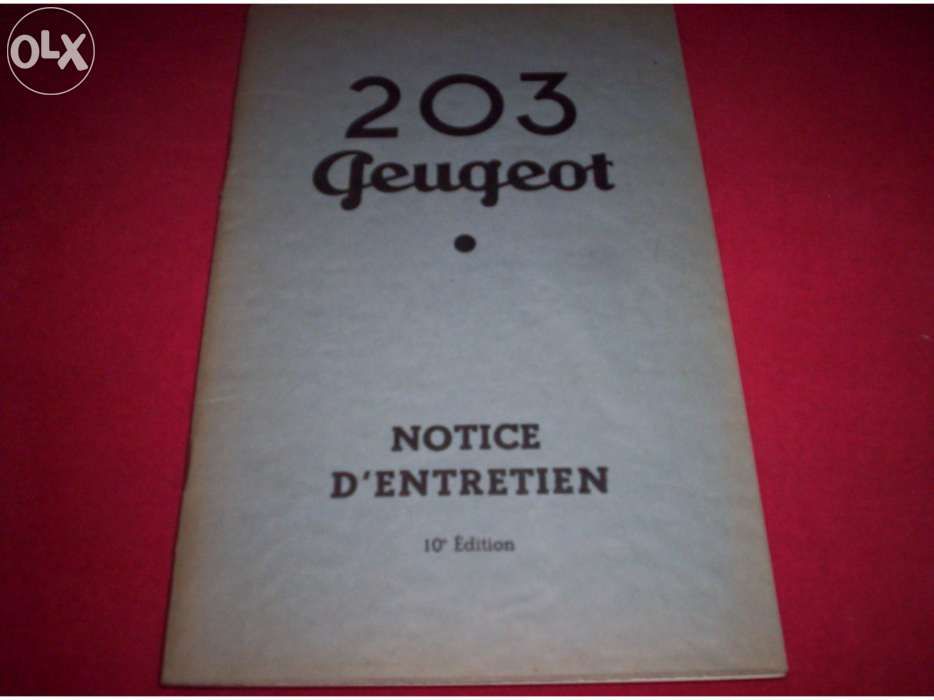 OLX
203
Peugeot
NOTICE
D'ENTRETIEN
10e Édition